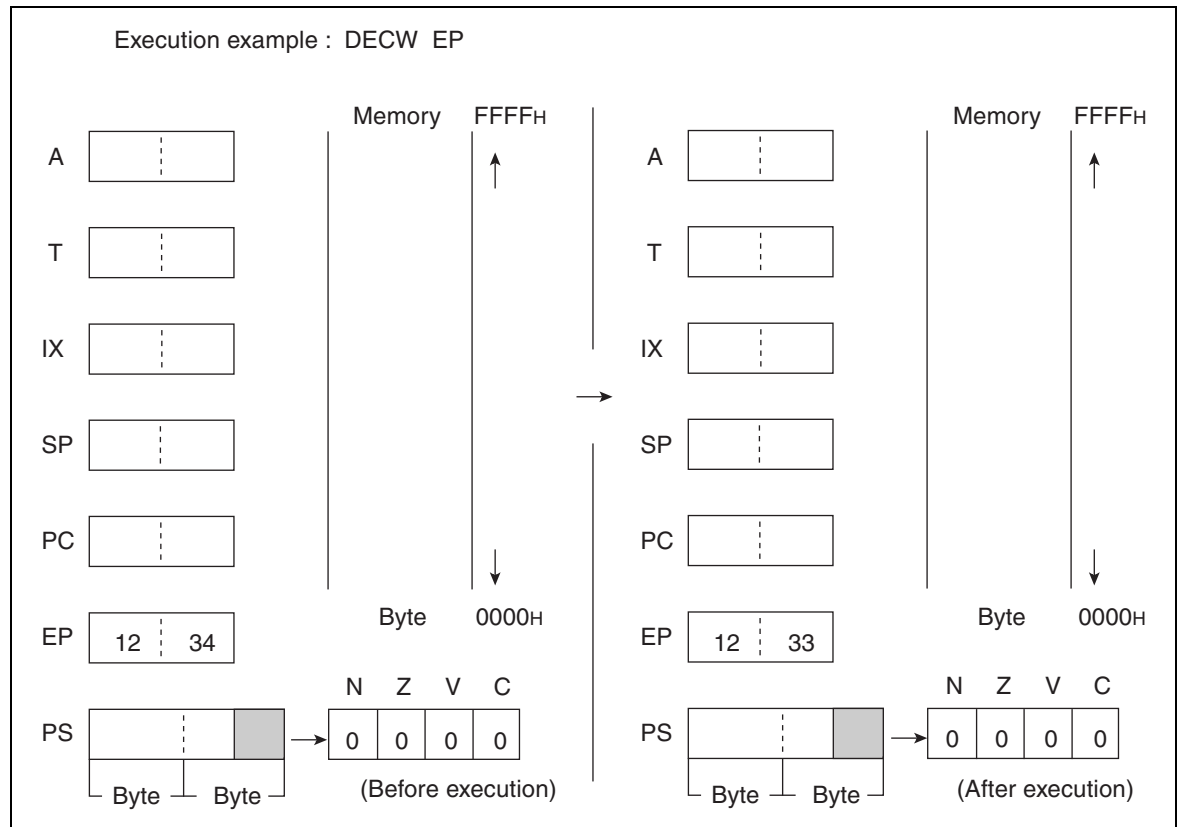 Execution example : DECW EP
Memory FFFFH
A
T
IX
SP
PC
Byte 0000H
EP 12 34
N Z V C
PS 0 0 0 0
Byte Byte (Before execution)
Memory FFFFH
A
T
IX
SP
PC
Byte 0000H
EP 12 33
N Z V C
PS 0 0 0 0
Byte Byte (After execution)